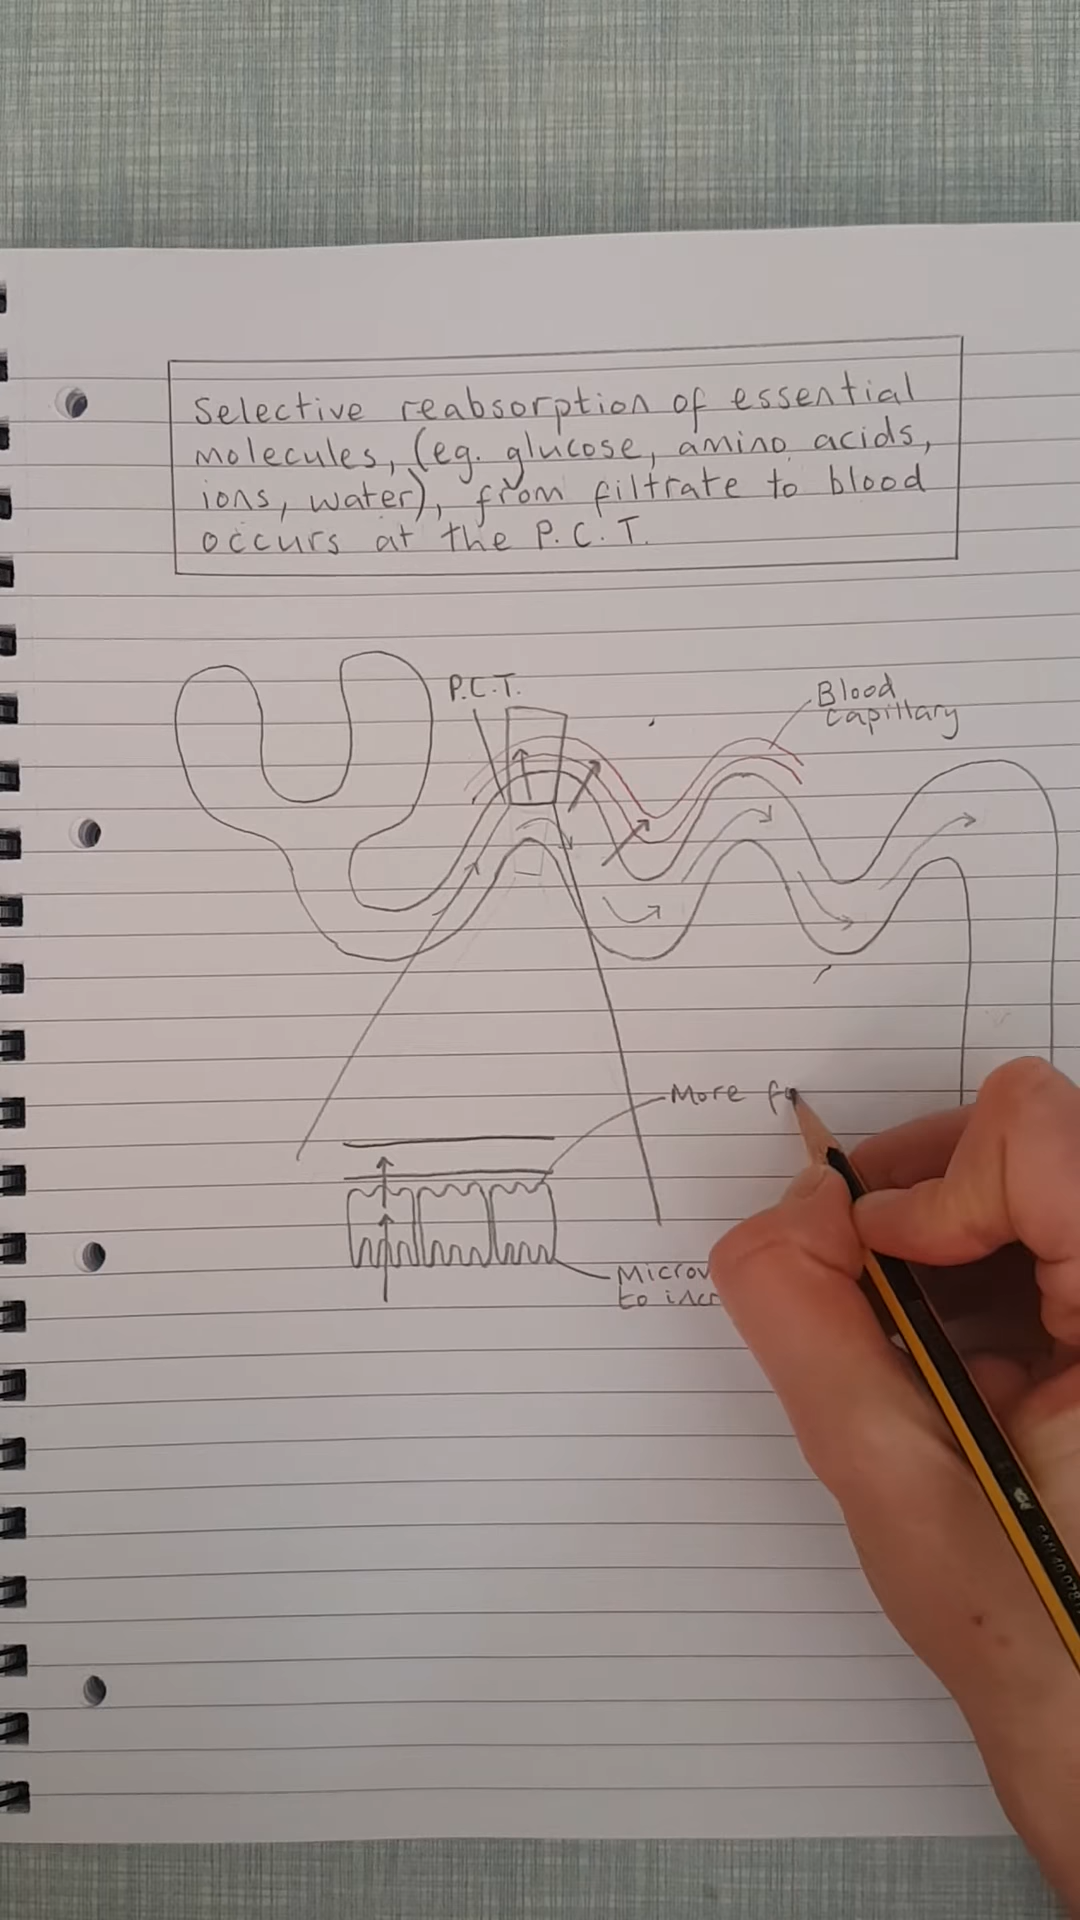 Selective reabsorption of essential
molecules, (eg. glucose, amino acids,
ions, water), from filtrate to blood
occurs at the P.C.T.
P.C.T.
Blood
capillary
More
to